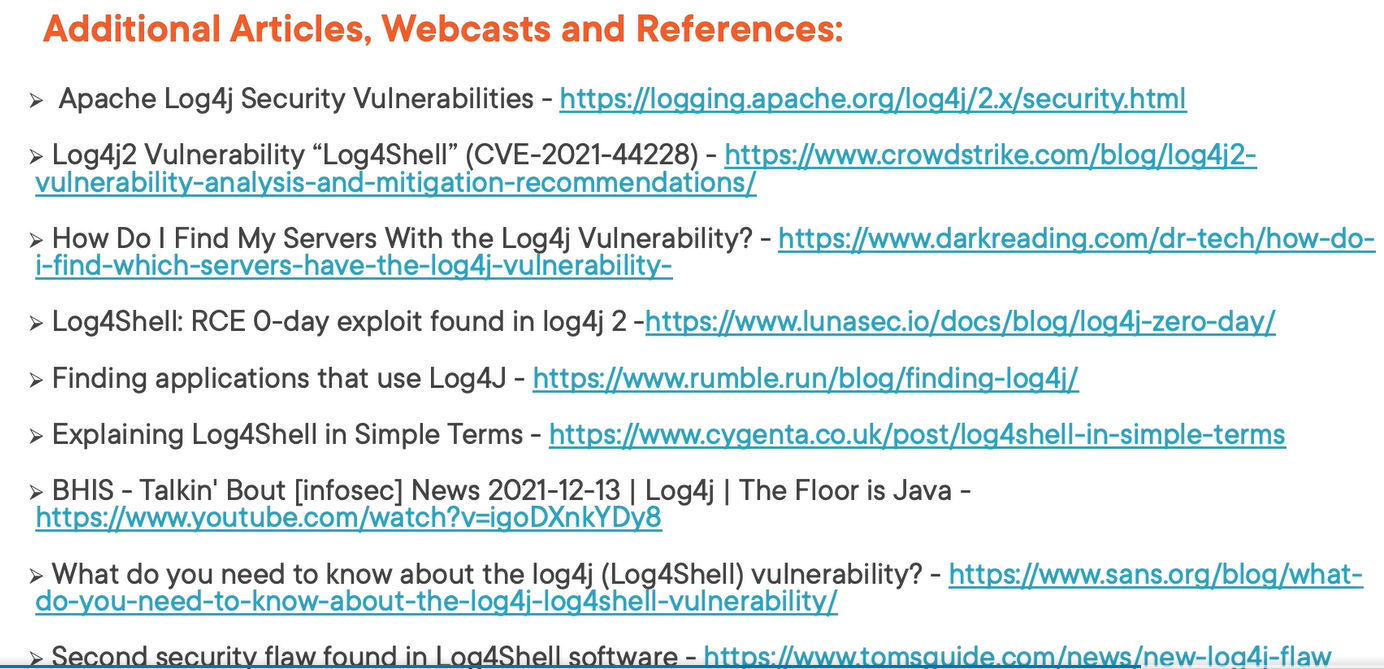 Additional Articles, Webcasts and References:
➢ Apache Log4j Security Vulnerabilities - https://logging.apache.org/log4j/2.x/security.html
➢ Log4j2 Vulnerability “Log4Shell” (CVE-2021-44228) - https://www.crowdstrike.com/blog/log4j2-
vulnerability-analysis-and-mitigation-recommendations/
➢ How Do I Find My Servers With the Log4j Vulnerability? - https://www.darkreading.com/dr-tech/how-do-
i-find-which-servers-have-the-log4j-vulnerability-
➢ Log4Shell: RCE 0-day exploit found in log4j 2 -https://www.lunasec.io/docs/blog/log4j-zero-day/
➢ Finding applications that use Log4J - https://www.rumble.run/blog/finding-log4j/
➢ Explaining Log4Shell in Simple Terms - https://www.cygenta.co.uk/post/log4shell-in-simple-terms
➢ BHIS - Talkin' Bout [infosec] News 2021-12-13 | Log4j | The Floor is Java -
https://www.youtube.com/watch?v=igoDXnkYDy8
➢ What do you need to know about the log4j (Log4Shell) vulnerability? - https://www.sans.org/blog/what-
do-you-need-to-know-about-the-log4j-log4shell-vulnerability/
➢ Second security flaw found in Log4Shell software - https://www.tomsguide.com/news/new-log4j-flaw